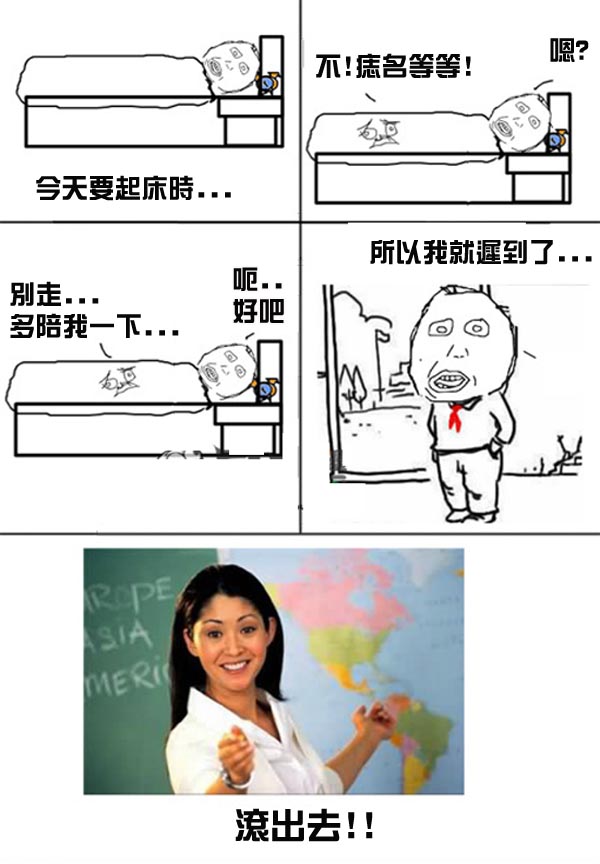 今天要起床時...
不!痣名等等!
嗯?
別走...
多陪我一下...
呃..
好吧
所以我就遲到了...
ROPE
ASIA
MERI
滾出去!!